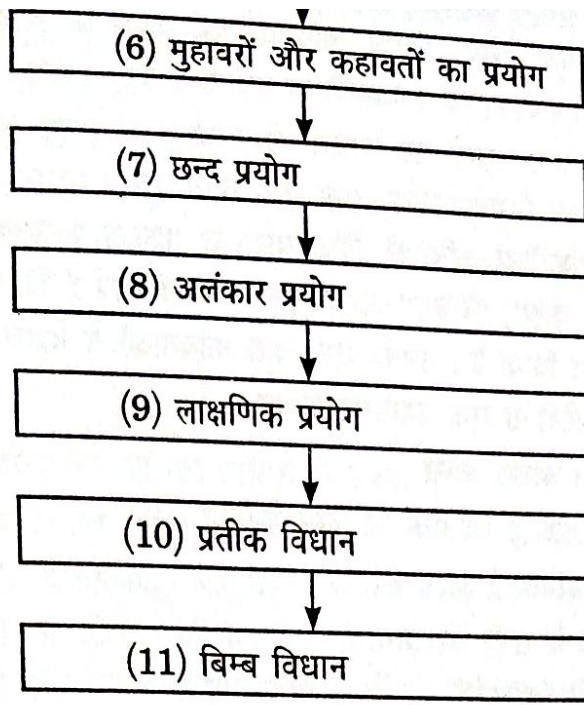 (6) मुहावरों और कहावतों का प्रयोग
(7) छन्द प्रयोग
(8) अलंकार प्रयोग
(9) लाक्षणिक प्रयोग
(10) प्रतीक विधान
(11) बिम्ब विधान